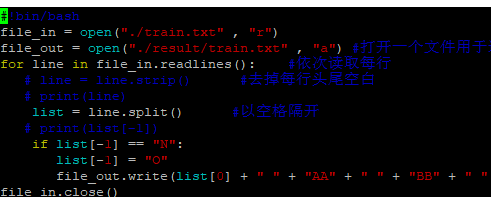 #!bin/bash
file_in = open("./train.txt" , "r")
file_out = open("./result/train.txt" , "a") #打开一个文件用于
for line in file_in.readlines():    #依次读取每行
# line = line.strip()    #去掉每行头尾空白
# print(line)
list = line.split()    #以空格隔开
# print(list[-1])
if list[-1] == "N":
list[-1] = "O"
file_out.write(list[0] + " " + "AA" + " " + "BB" + " "
file_in.close()